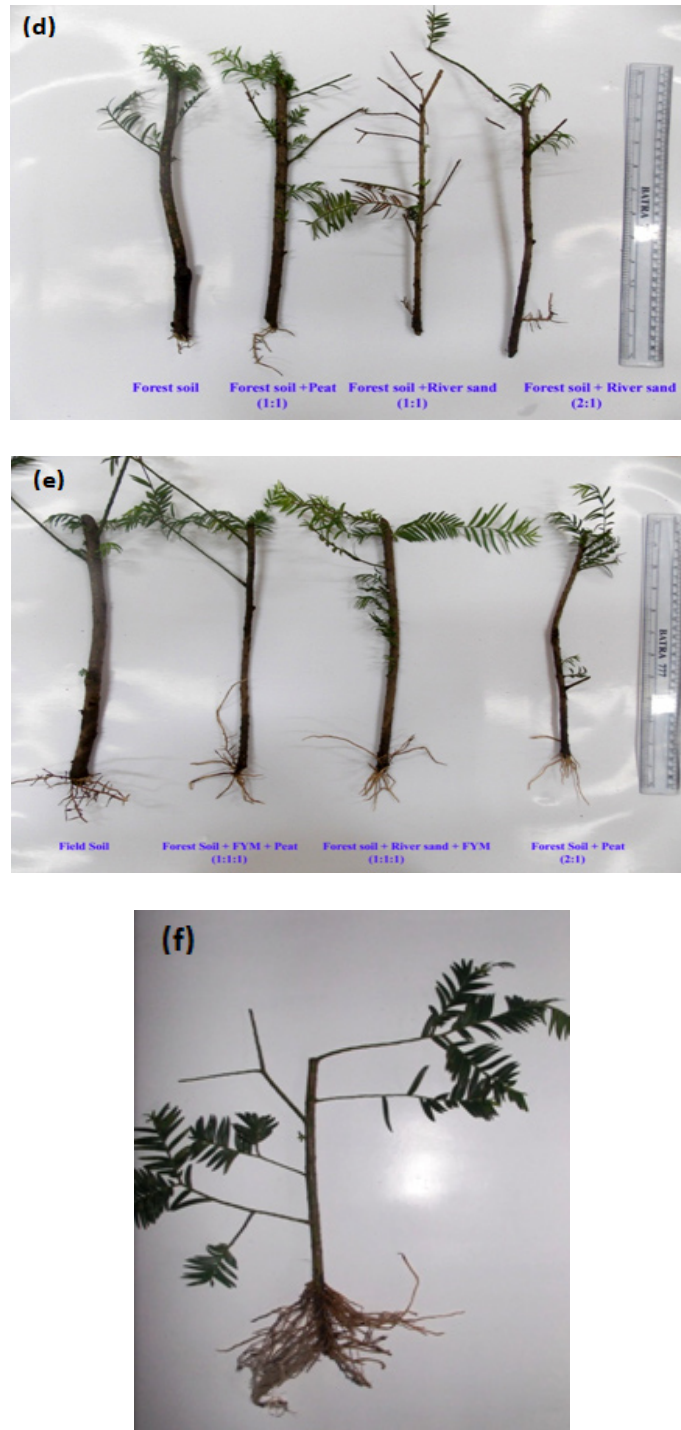 (d)
BATRA
Forest soil
Forest soil +Peat
(1:1)
Forest soil +River sand
(1:1)
Forest soil + River sand
(2:1)
(e)
BATRA 777
Field Soil
Forest Soil + FYM + Peat
(1:1:1)
Forest soil + River sand + FYM
(1:1:1)
Forest Soil + Peat
(2:1)
(f)